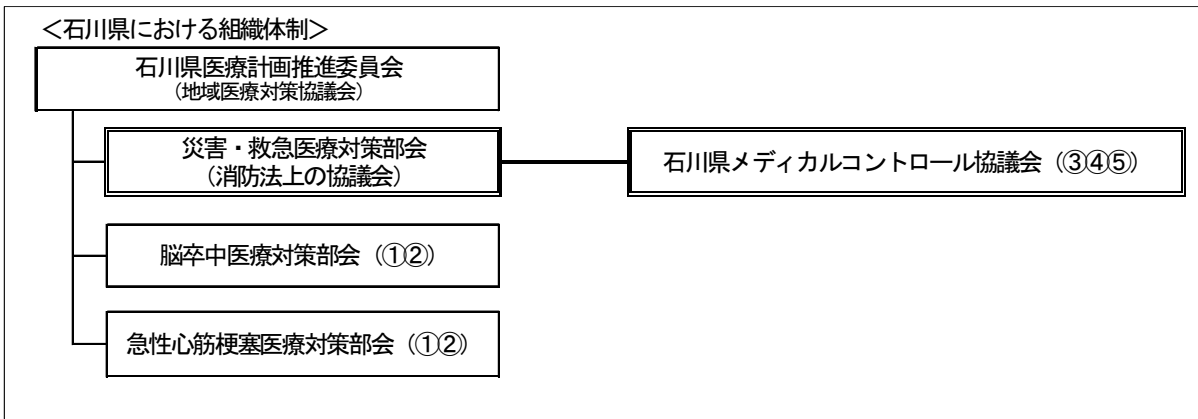 ＜石川県における組織体制＞
石川県医療計画推進委員会
（地域医療対策協議会）
災害・救急医療対策部会
（消防法上の協議会）
石川県メディカルコントロール協議会（③④⑤）
脳卒中医療対策部会（①②）
急性心筋梗塞医療対策部会（①②）